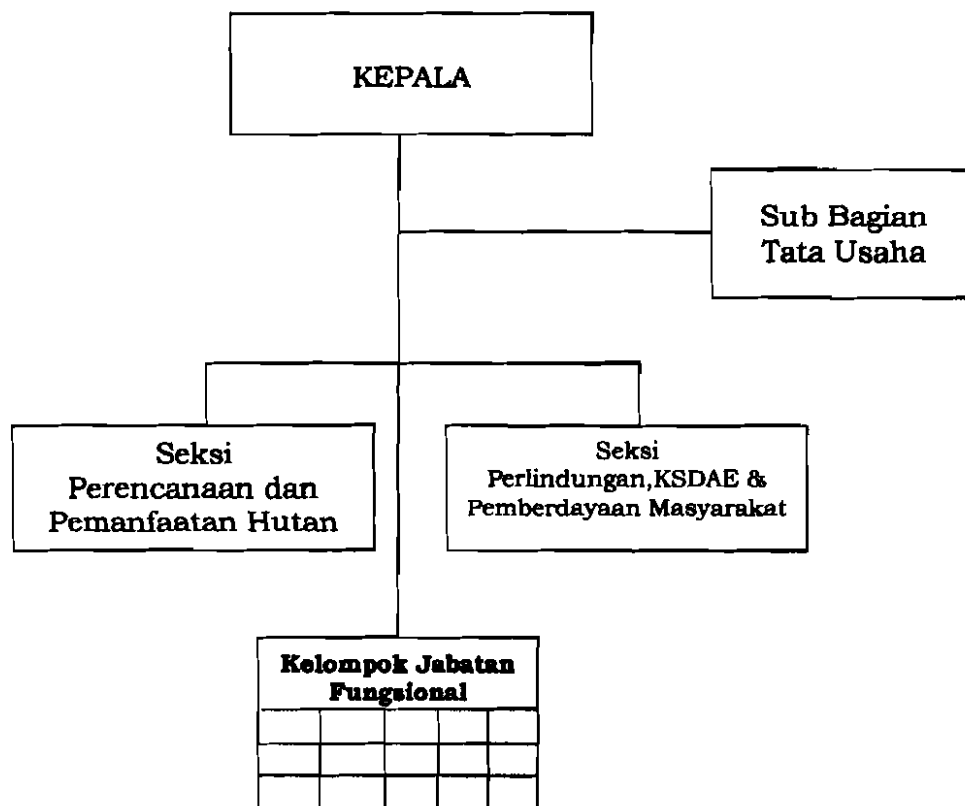 KEPALA
Sub Bagian
Tata Usaha
Seksi
Perencanaan dan
Pemanfaatan Hutan
Seksi
Perlindungan,KSDAE &
Pemberdayaan Masyarakat
Kelompok Jabatan
Fungsional